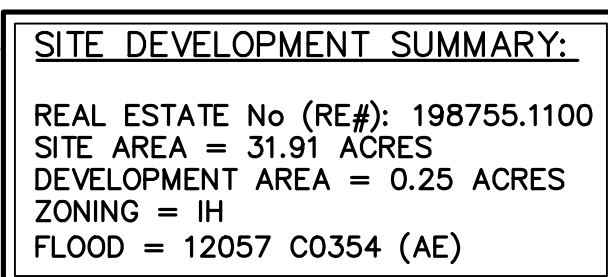 SITE DEVELOPMENT SUMMARY:
REAL ESTATE No (RE#): 198755.1100
SITE AREA = 31.91 ACRES
DEVELOPMENT AREA = 0.25 ACRES
ZONING = IH
FLOOD = 12057 C0354 (AE)